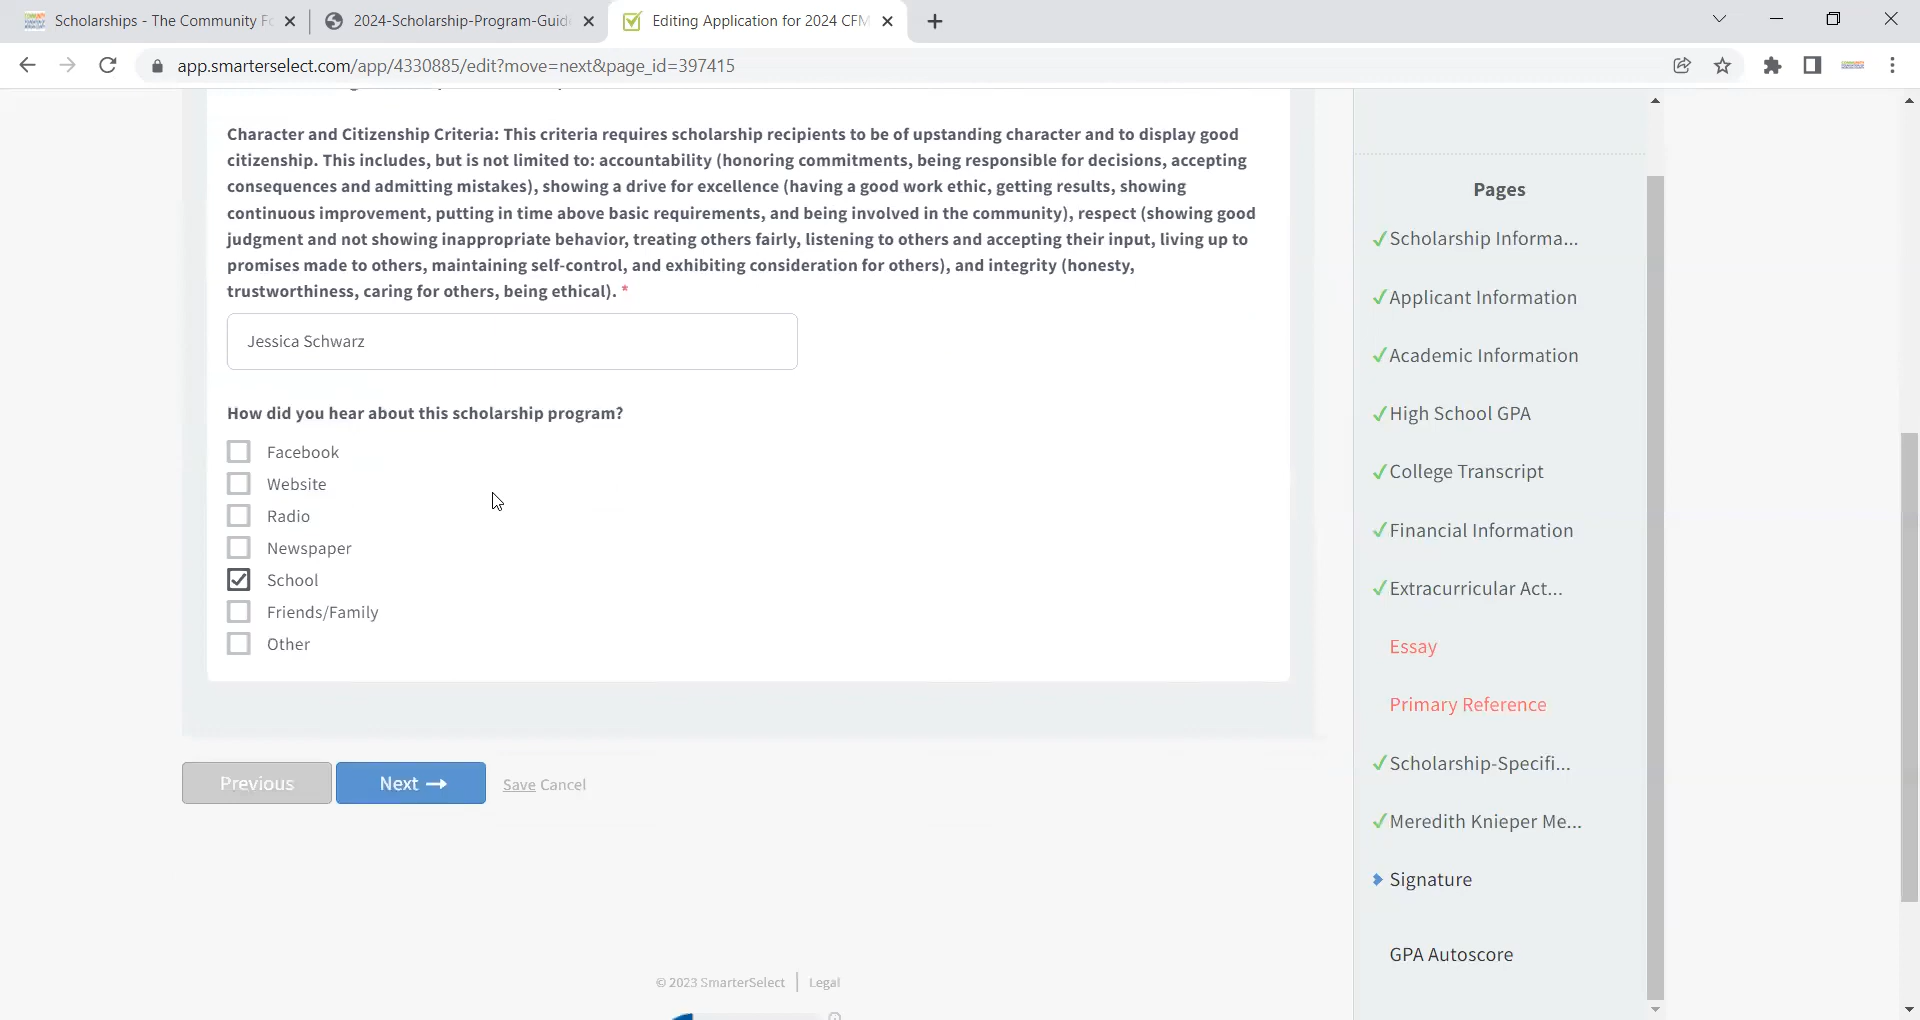 Scholarships - The Community Fo
2024-Scholarship-Program-Guid
Editing Application for 2024 CFM
app.smarterselect.com/app/4330885/edit?move=next&page_id=397415
Character and Citizenship Criteria: This criteria requires scholarship recipients to be of upstanding character and to display good
citizenship. This includes, but is not limited to: accountability (honoring commitments, being responsible for decisions, accepting
consequences and admitting mistakes), showing a drive for excellence (having a good work ethic, getting results, showing
continuous improvement, putting in time above basic requirements, and being involved in the community), respect (showing good
judgment and not showing inappropriate behavior, treating others fairly, listening to others and accepting their input, living up to
promises made to others, maintaining self-control, and exhibiting consideration for others), and integrity (honesty,
trustworthiness, caring for others, being ethical). *
Jessica Schwarz
How did you hear about this scholarship program?
Facebook
Website
Radio
Newspaper
School
Friends/Family
Other
Previous
Next →
Save Cancel
© 2023 SmarterSelect | Legal
Pages
Scholarship Informa...
Applicant Information
Academic Information
High School GPA
College Transcript
Financial Information
Extracurricular Act...
Essay
Primary Reference
Scholarship-Specifi...
Meredith Knieper Me...
Signature
GPA Autoscore